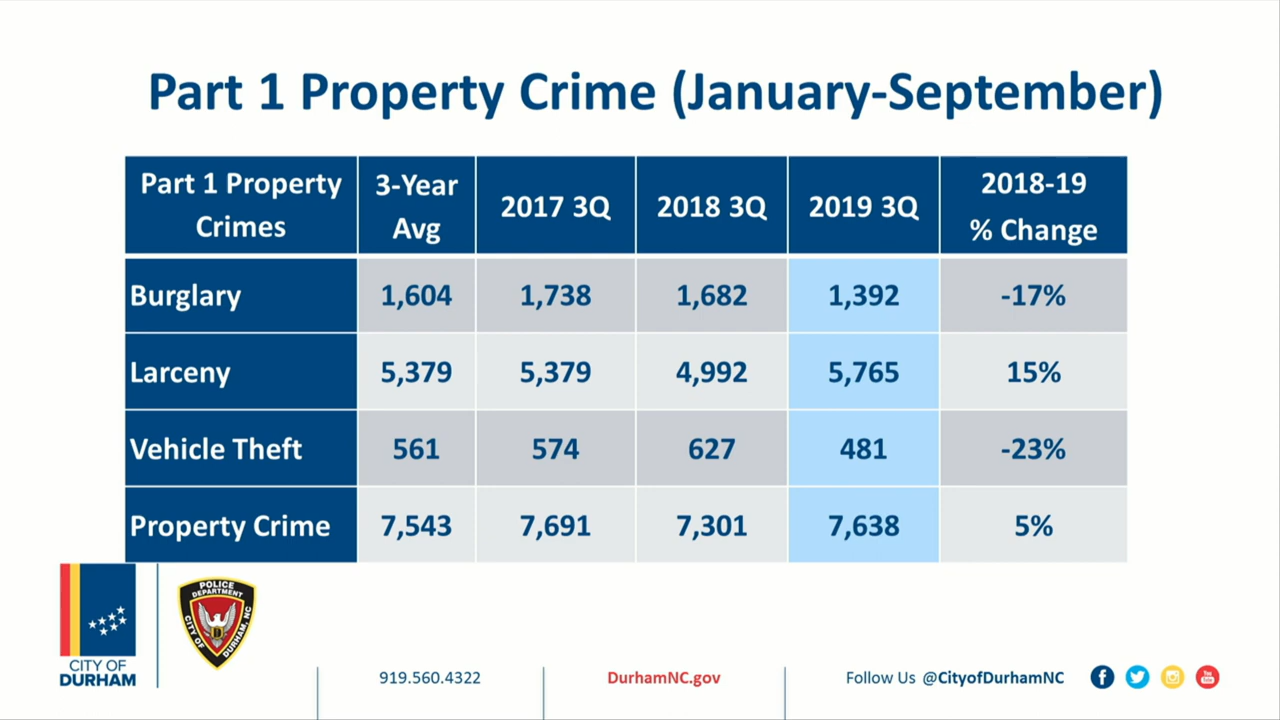 Part 1 Property Crime (January-September)
Part 1 Property Crimes 3-Year Avg 2017 3Q 2018 3Q 2019 3Q 2018-19 % Change
Burglary 1,604 1,738 1,682 1,392 -17%
Larceny 5,379 5,379 4,992 5,765 15%
Vehicle Theft 561 574 627 481 -23%
Property Crime 7,543 7,691 7,301 7,638 5%
CITY OF
DURHAM
POLICE
DEPARTMENT
CITY OF DURHAM, NC
D
919.560.4322 DurhamNC.gov Follow Us @CityofDurhamNC
You
Tube